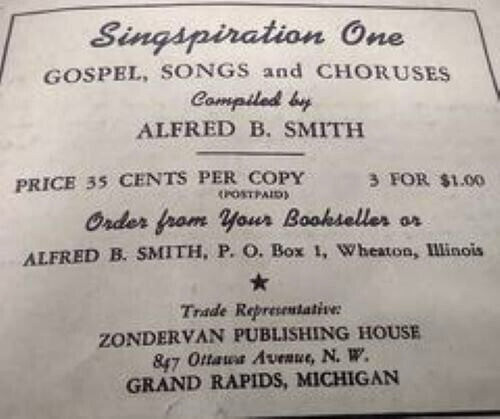 Singspiration One
GOSPEL, SONGS and CHORUSES
Compiled by
ALFRED B. SMITH
PRICE 35 CENTS PER COPY 3 FOR $1.00
(POSTPAID)
Order from Your Bookseller or
ALFRED B. SMITH, P. O. Box 1, Wheaton, Illinois
Trade Representative:
ZONDERVAN PUBLISHING HOUSE
847 Ottawa Avenue, N. W.
GRAND RAPIDS, MICHIGAN